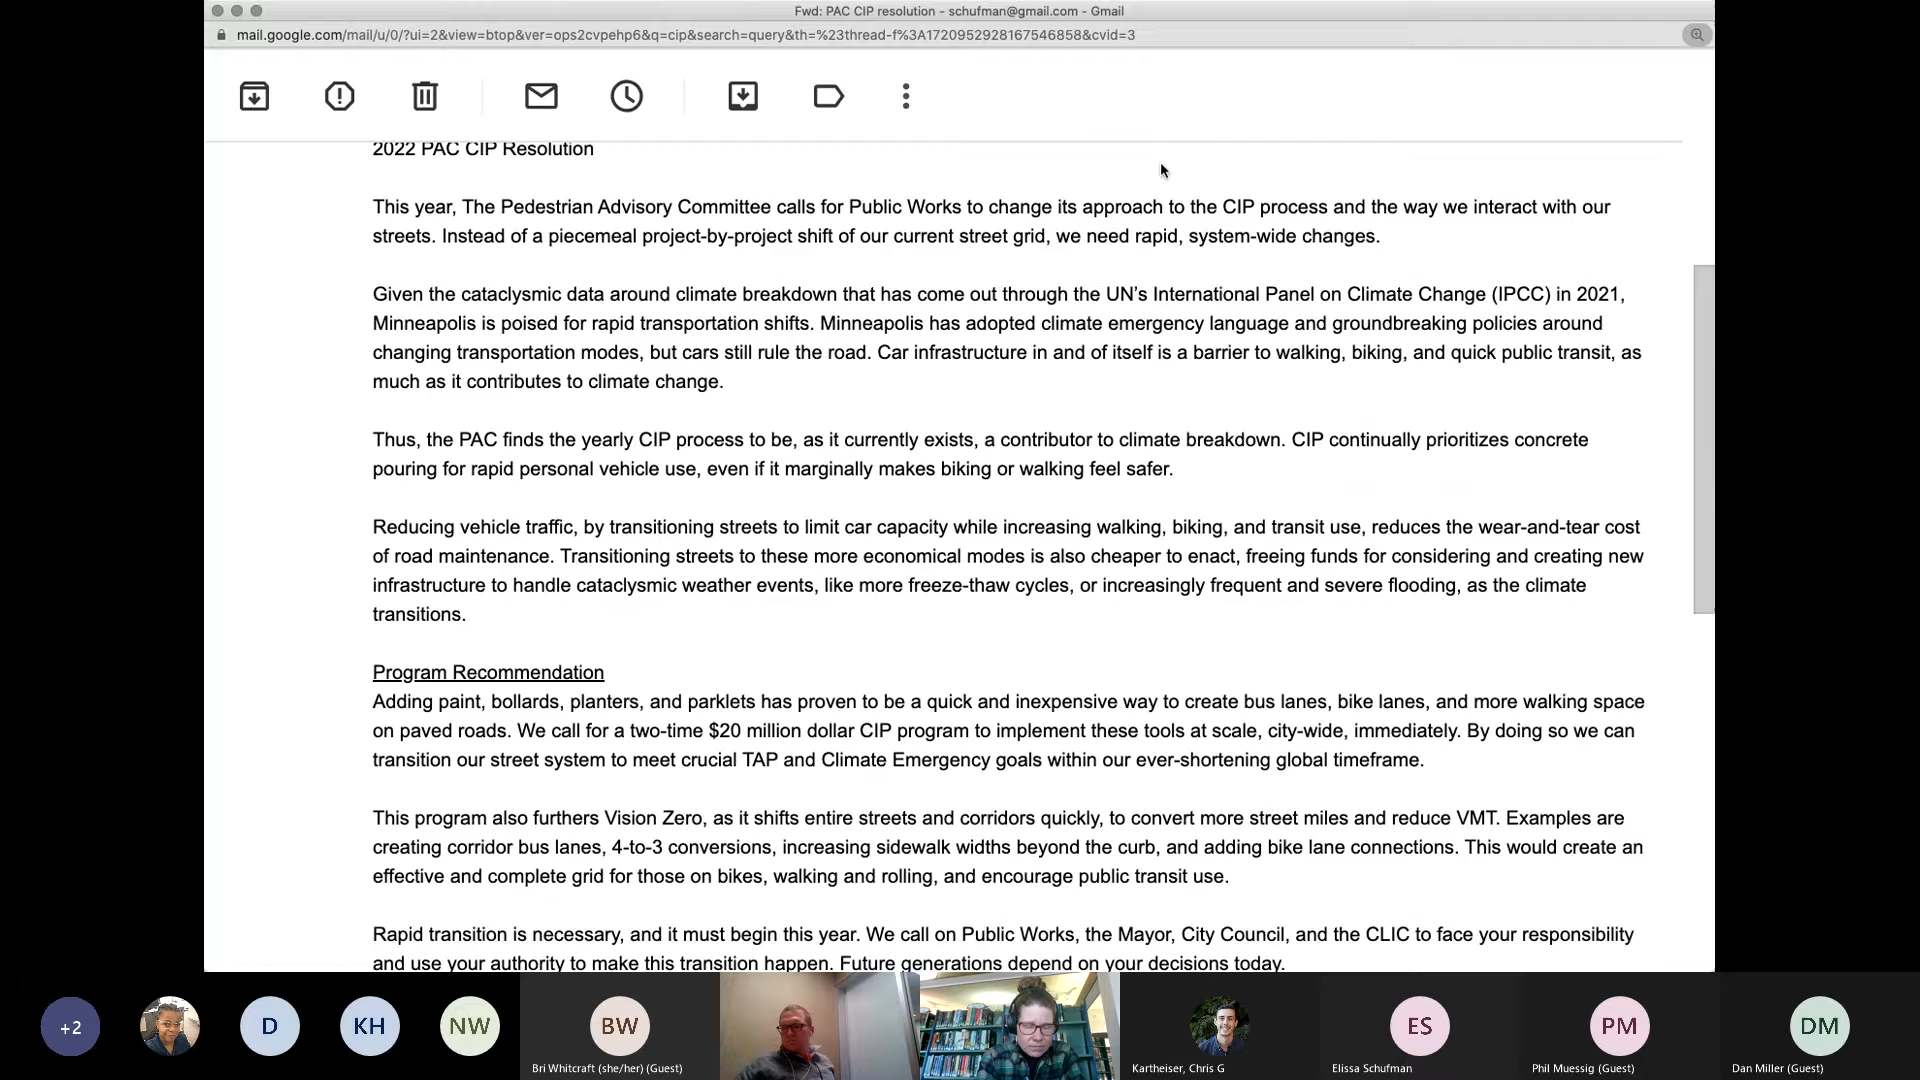 Fwd: PAC CIP resolution - schufman@gmail.com - Gmail
mail.google.com/mail/u/0/?ui=2&view=btop&ver=ops2cvpehp6&q=cip&search=query&th=%23thread-f%3A1720952928167546858&cvid=3
2022 PAC CIP Resolution
This year, The Pedestrian Advisory Committee calls for Public Works to change its approach to the CIP process and the way we interact with our
streets. Instead of a piecemeal project-by-project shift of our current street grid, we need rapid, system-wide changes.
Given the cataclysmic data around climate breakdown that has come out through the UN's International Panel on Climate Change (IPCC) in 2021,
Minneapolis is poised for rapid transportation shifts. Minneapolis has adopted climate emergency language and groundbreaking policies around
changing transportation modes, but cars still rule the road. Car infrastructure in and of itself is a barrier to walking, biking, and quick public transit, as
much as it contributes to climate change.
Thus, the PAC finds the yearly CIP process to be, as it currently exists, a contributor to climate breakdown. CIP continually prioritizes concrete
pouring for rapid personal vehicle use, even if it marginally makes biking or walking feel safer.
Reducing vehicle traffic, by transitioning streets to limit car capacity while increasing walking, biking, and transit use, reduces the wear-and-tear cost
of road maintenance. Transitioning streets to these more economical modes is also cheaper to enact, freeing funds for considering and creating new
infrastructure to handle cataclysmic weather events, like more freeze-thaw cycles, or increasingly frequent and severe flooding, as the climate
transitions.
Program Recommendation
Adding paint, bollards, planters, and parklets has proven to be a quick and inexpensive way to create bus lanes, bike lanes, and more walking space
on paved roads. We call for a two-time $20 million dollar CIP program to implement these tools at scale, city-wide, immediately. By doing so we can
transition our street system to meet crucial TAP and Climate Emergency goals within our ever-shortening global timeframe.
This program also furthers Vision Zero, as it shifts entire streets and corridors quickly, to convert more street miles and reduce VMT. Examples are
creating corridor bus lanes, 4-to-3 conversions, increasing sidewalk widths beyond the curb, and adding bike lane connections. This would create an
effective and complete grid for those on bikes, walking and rolling, and encourage public transit use.
Rapid transition is necessary, and it must begin this year. We call on Public Works, the Mayor, City Council, and the CLIC to face your responsibility
and use your authority to make this transition happen. Future generations depend on your decisions today.
+2 D KH NW BW ES PM DM
Bri Whitcraft (she/her) (Guest) Kartheiser, Chris G Elissa Schufman Phil Muessig (Guest) Dan Miller (Guest)